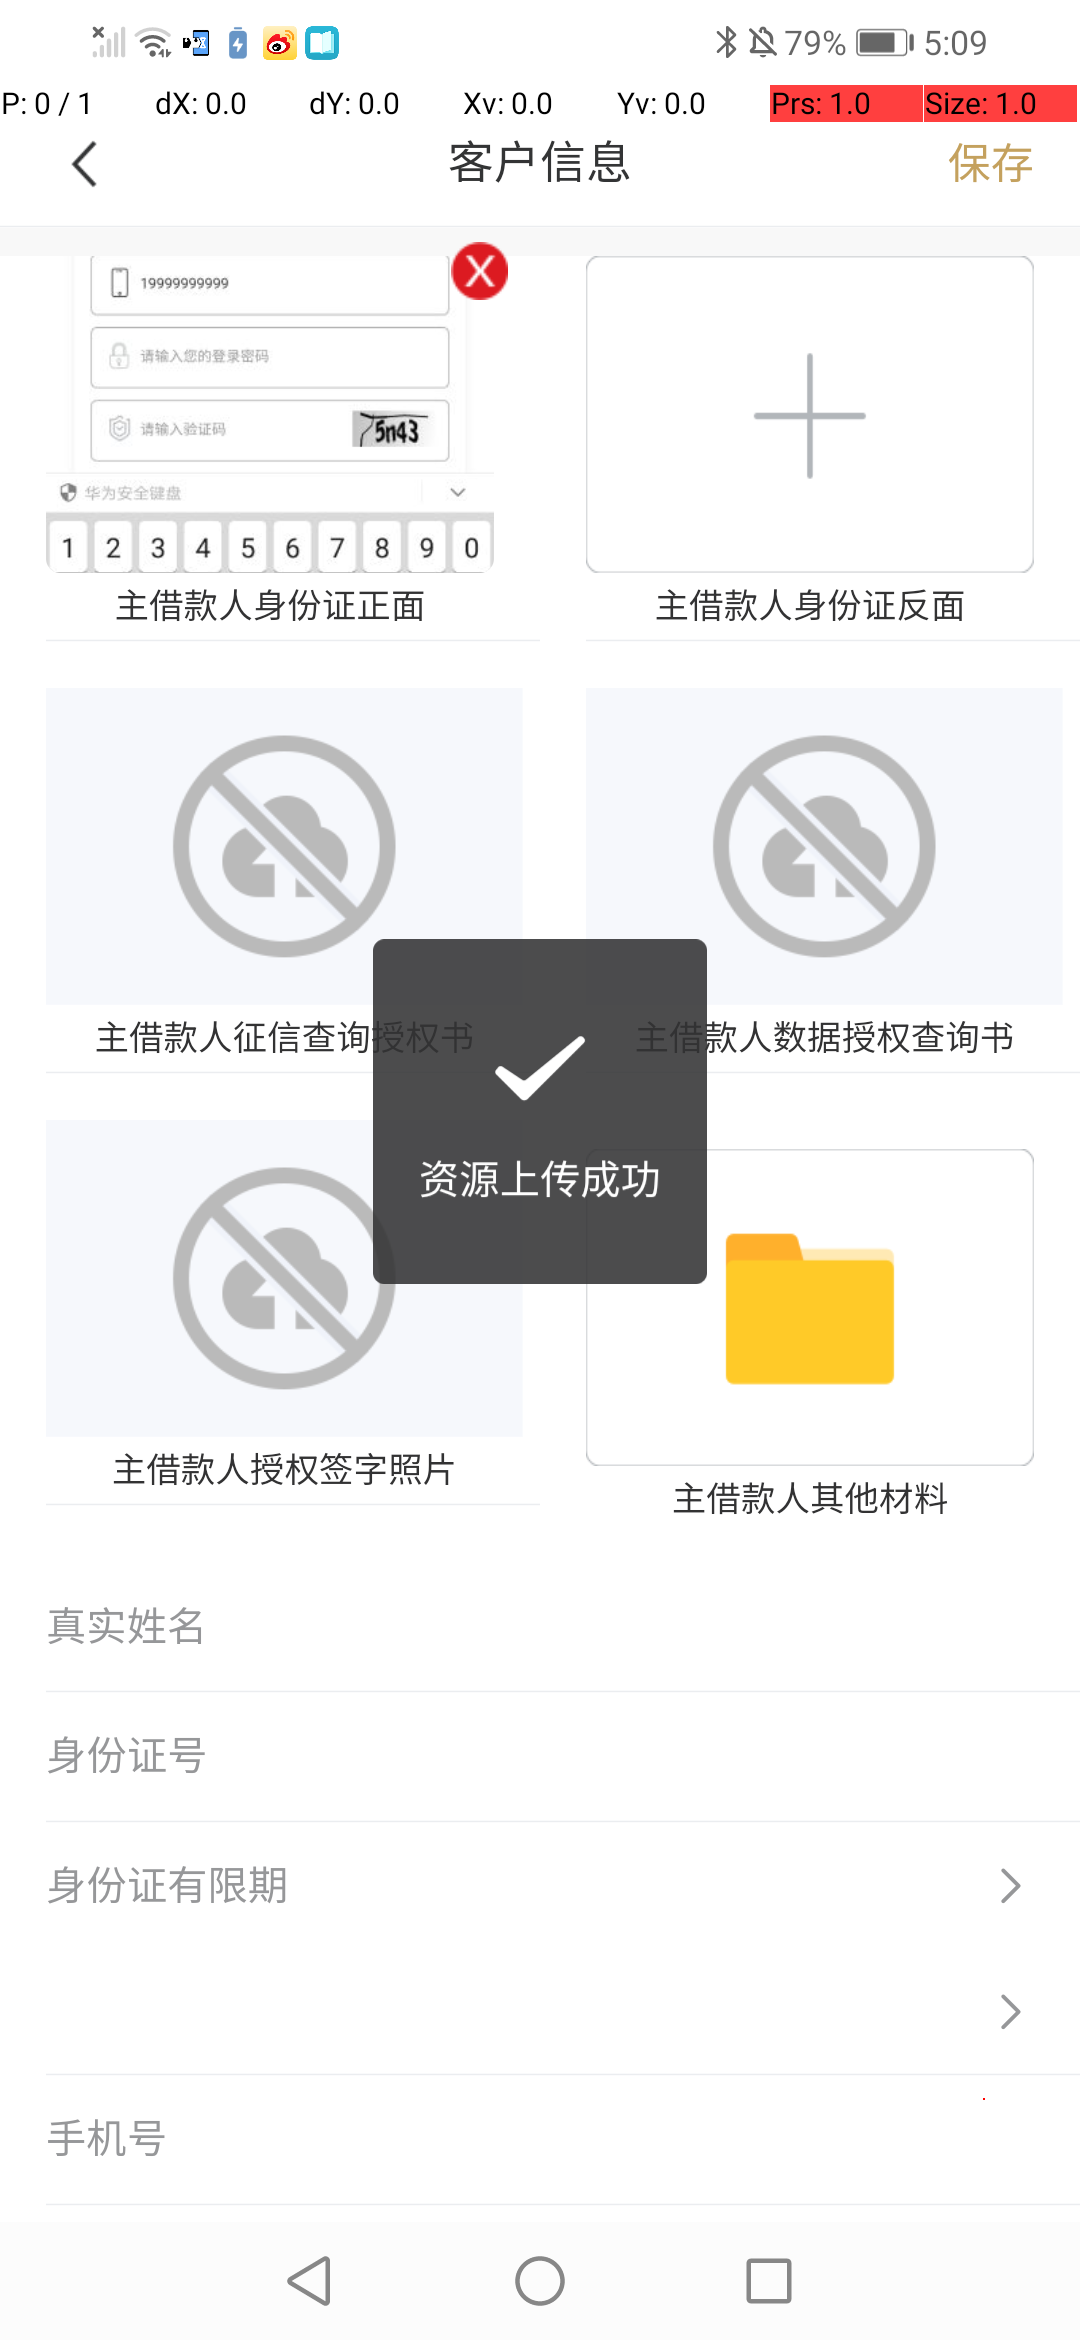 79% 5:09
P: 0 / 1 dX: 0.0 dY: 0.0 Xv: 0.0 Yv: 0.0 Prs: 1.0 Size: 1.0
客户信息 保存
19999999999
X
请输入您的登录密码
请输入验证码 5n43
华为安全键盘
1 2 3 4 5 6 7 8 9 0
主借款人身份证正面 主借款人身份证反面
主借款人征信查询授权书 主借款人数据授权查询书
资源上传成功
主借款人授权签字照片 主借款人其他材料
真实姓名
身份证号
身份证有限期
手机号